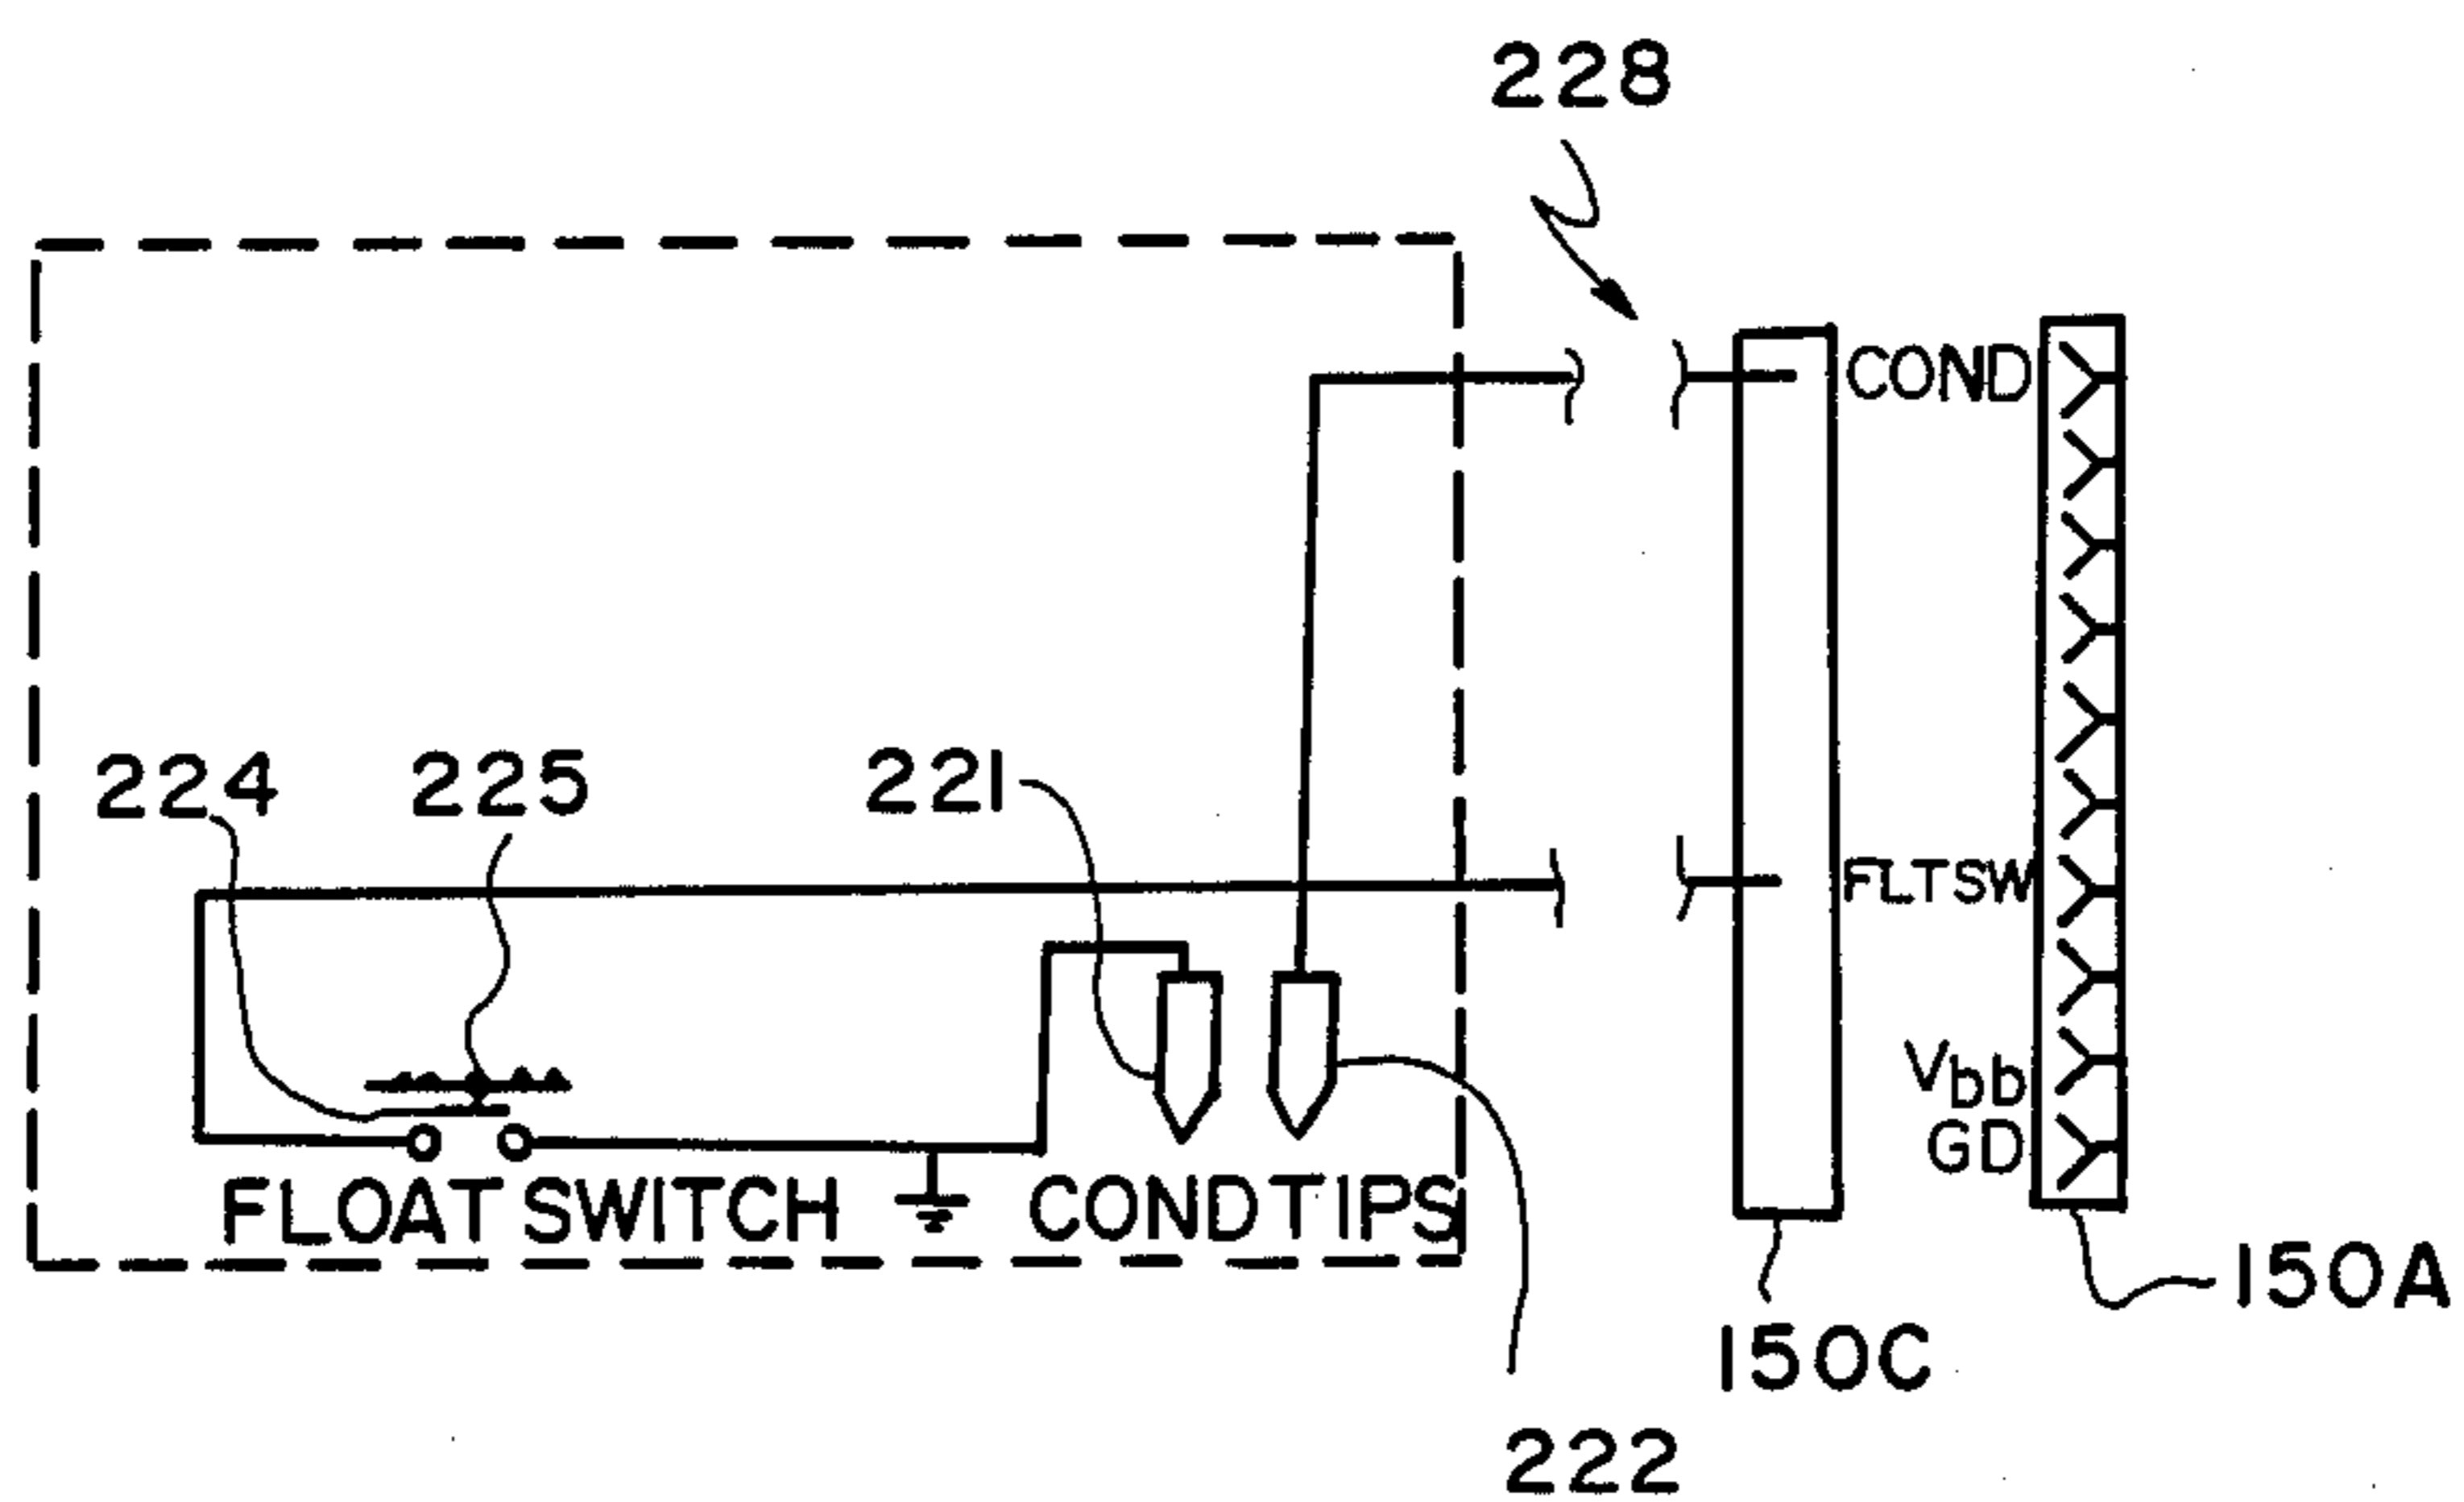 228
COND
224 225 221
FLTSW
Vbb
GD
FLOAT SWITCH COND TIPS
150A
150C
222